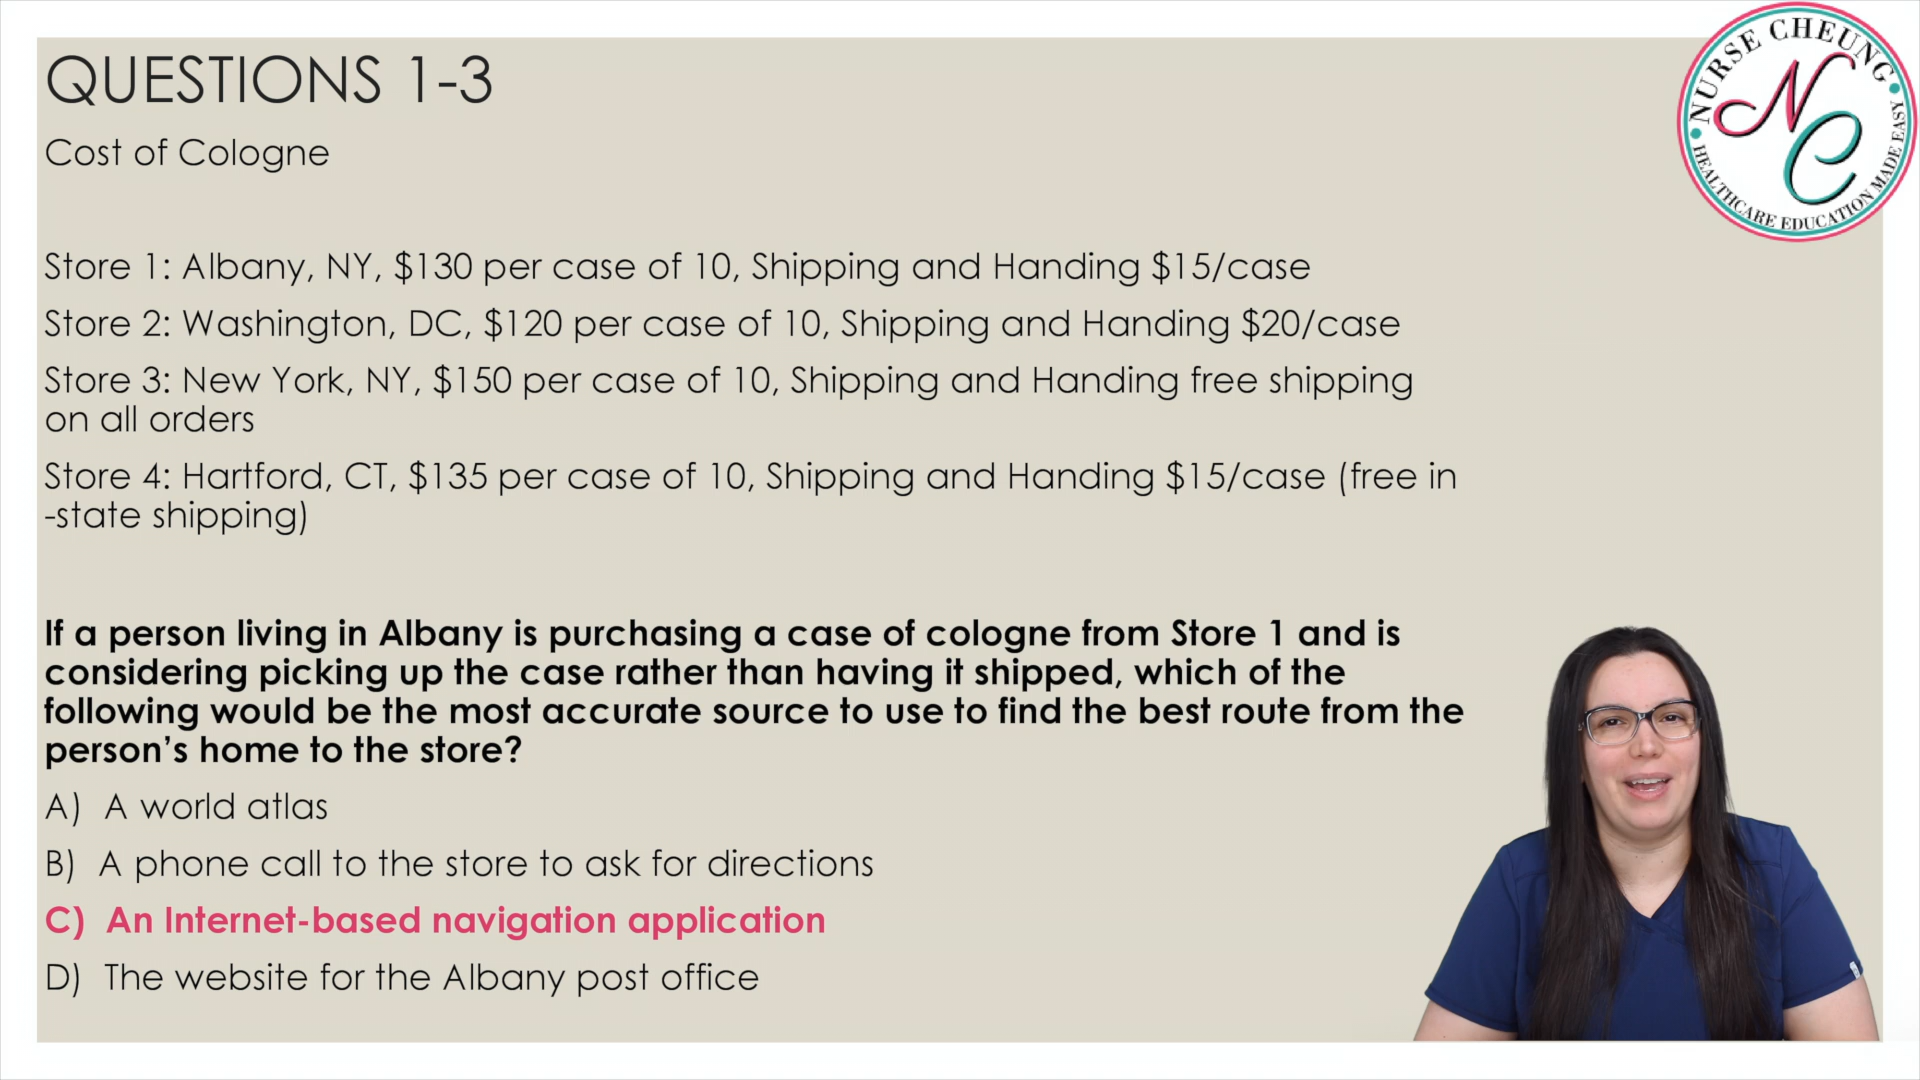 QUESTIONS 1-3
Cost of Cologne
Store 1: Albany, NY, $130 per case of 10, Shipping and Handing $15/case
Store 2: Washington, DC, $120 per case of 10, Shipping and Handing $20/case
Store 3: New York, NY, $150 per case of 10, Shipping and Handing free shipping
on all orders
Store 4: Hartford, CT, $135 per case of 10, Shipping and Handing $15/case (free in
-state shipping)
If a person living in Albany is purchasing a case of cologne from Store 1 and is
considering picking up the case rather than having it shipped, which of the
following would be the most accurate source to use to find the best route from the
person’s home to the store?
A) A world atlas
B) A phone call to the store to ask for directions
C) An Internet-based navigation application
D) The website for the Albany post office
NURSE CHEUNG
NC
HEALTHCARE EDUCATION MADE EASY